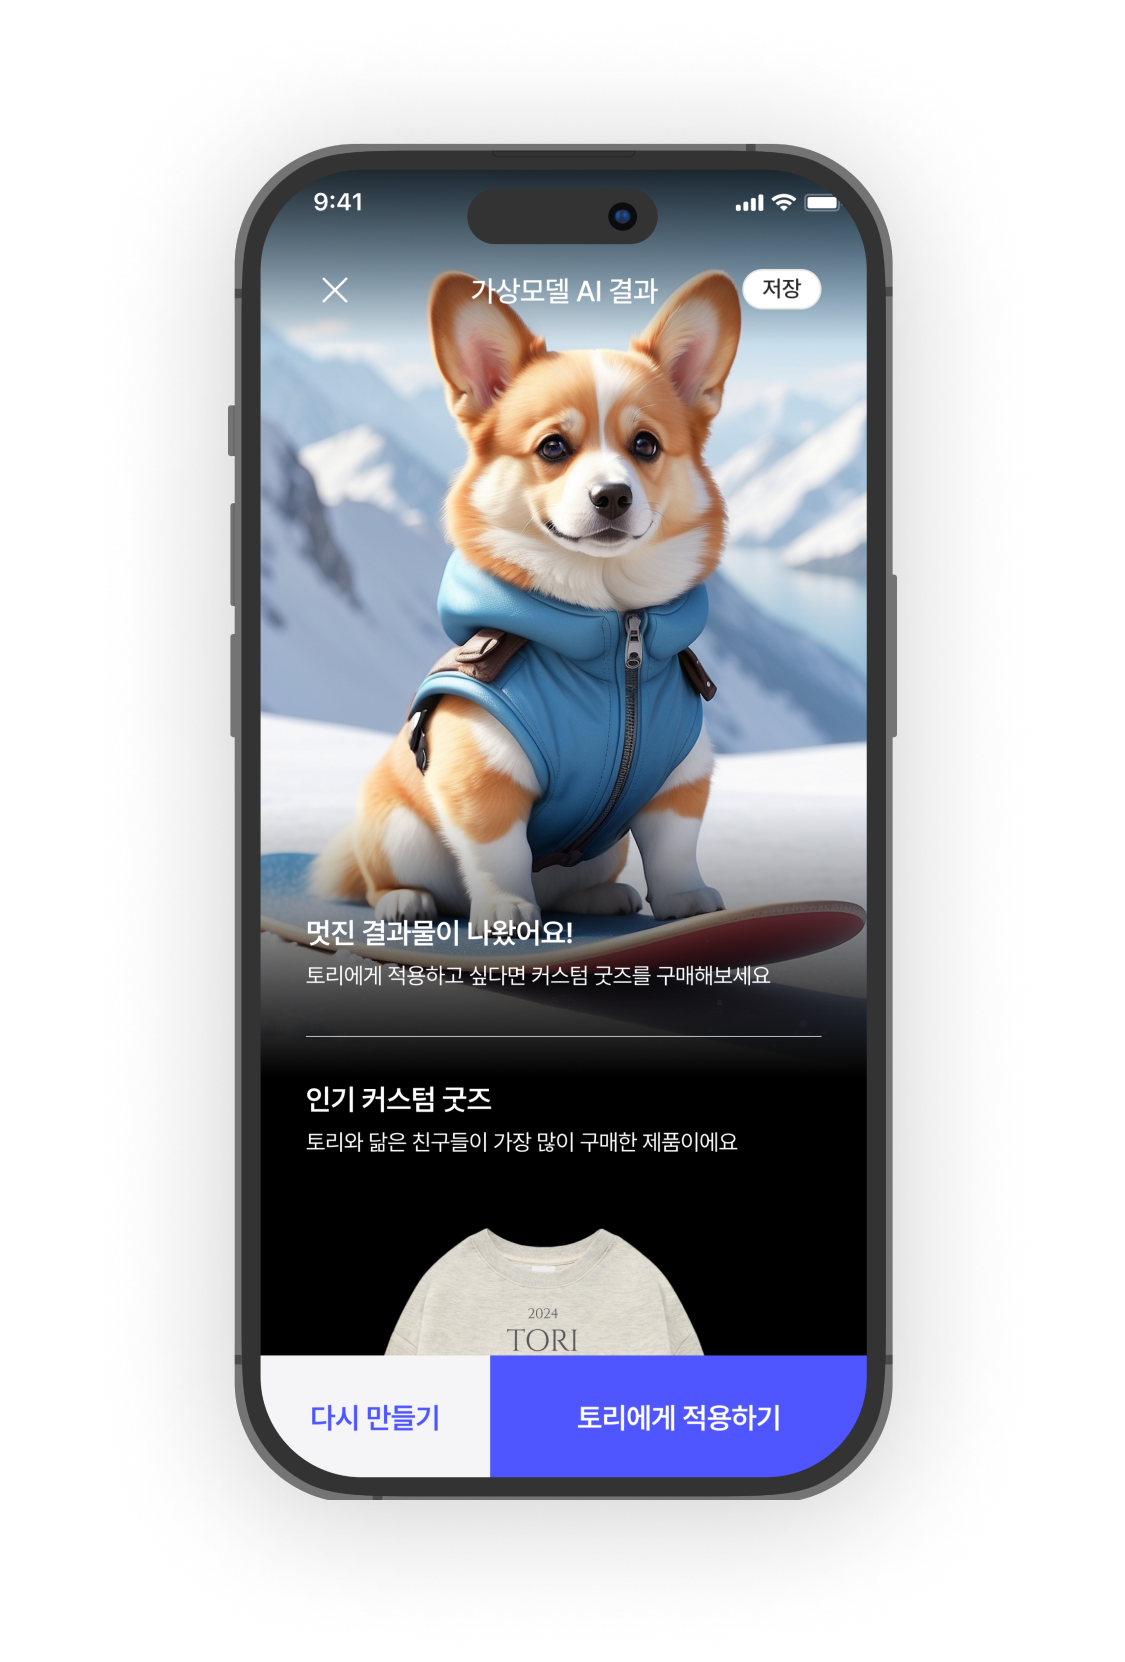 9:41
가상모델 AI 결과
저장
멋진 결과물이 나왔어요!
토리에게 적용하고 싶다면 커스텀 굿즈를 구매해보세요
인기 커스텀 굿즈
토리와 닮은 친구들이 가장 많이 구매한 제품이에요
2024
TORI
다시 만들기
토리에게 적용하기